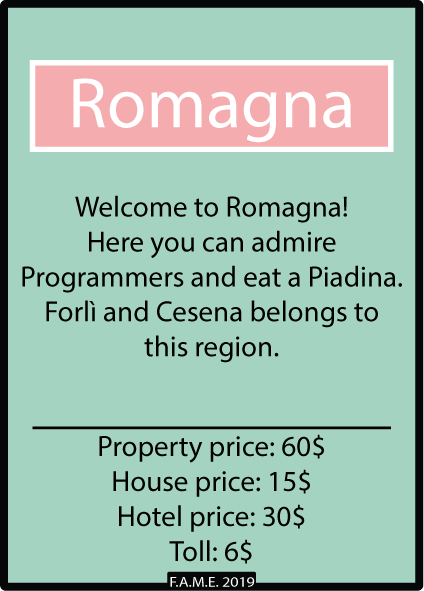 Romagna
Welcome to Romagna!
Here you can admire
Programmers and eat a Piadina.
Forlì and Cesena belongs to
this region.
Property price: 60$
House price: 15$
Hotel price: 30$
Toll: 6$
F.A.M.E. 2019